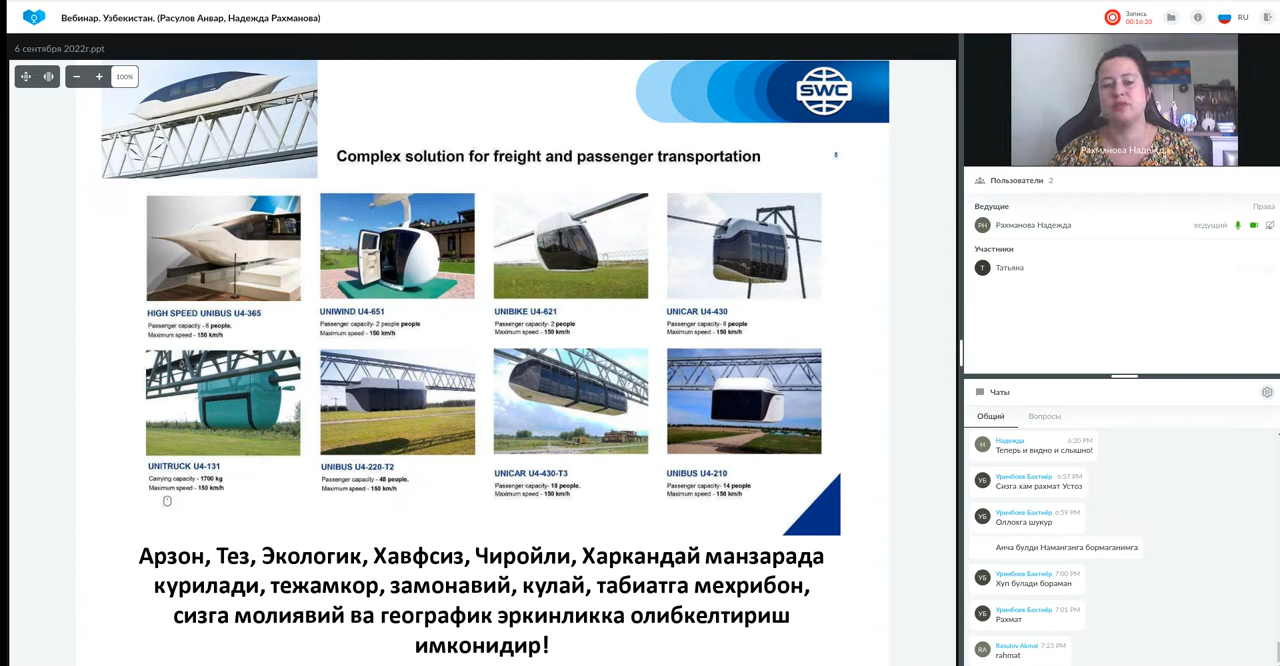 Вебинар. Узбекистан. (Расулов Анвар, Надежда Рахманова)
Запись
00:16:20
RU
6 сентября 2022г.ppt
100%
SWC
Complex solution for freight and passenger transportation
5
HIGH SPEED UNIBUS U4-365
Passenger capacity - 6 people.
Maximum speed - 150 km/h
UNIWIND U4-651
Passenger capacity- 2 people people
Maximum speed - 150 km/h
UNIBIKE U4-621
Passenger capacity- 2 people
Maximum speed - 150 km/h
UNICAR U4-430
Passenger capacity- 6 people
Maximum speed - 150 km/h
UNITRUCK U4-131
Carrying capacity - 1700 kg
Maximum speed - 150 km/h
UNIBUS U4-220-T2
Passenger capacity - 48 people.
Maximum speed - 150 km/h
UNICAR U4-430-T3
Passenger capacity - 18 people.
Maximum speed - 150 km/h
UNIBUS U4-210
Passenger capacity - 14 people
Maximum speed - 150 km/h
Арзон, Тез, Экологик, Хавфсиз, Чиройли, Харкандай манзарада
курилади, тежамкор, замонавий, кулай, табиатга мехрибон,
сизга молиявий ва географик эркинликка олибкелтириш
имконидир!
Рахманова Надежда
Пользователи 2
Ведущие Права
РН Рахманова Надежда ведущий
Участники
Т Татьяна
Чаты
Общий Вопросы
Н Надежда 6:20 PM
Теперь и видно и слышно!
УБ Уринбоев Бахтиёр 6:57 PM
Сизга хам рахмат Устоз
УБ Уринбоев Бахтиёр 6:59 PM
Оллохга шукур
Анча булди Наманганга бормаганимга
УБ Уринбоев Бахтиёр 7:00 PM
Хуп булади бораман
УБ Уринбоев Бахтиёр 7:01 PM
Рахмат
RA Rasulov Akmal 7:23 PM
rahmat